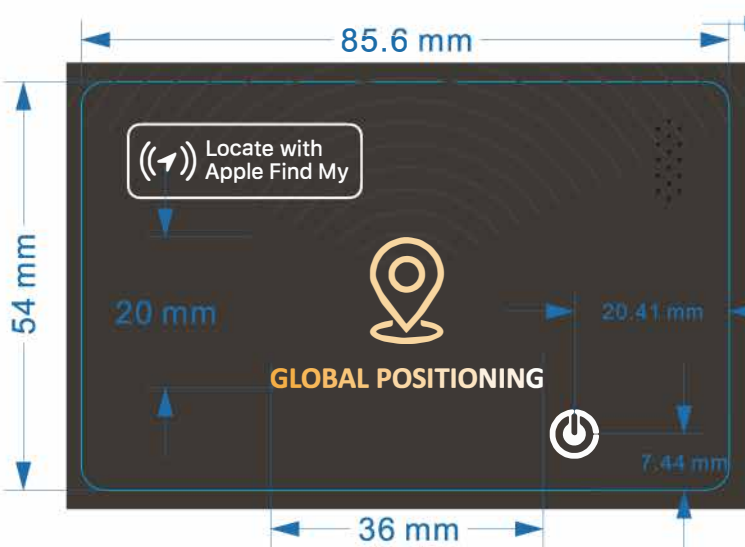 85.6 mm
Locate with
Apple Find My
54 mm
20 mm
20.41 mm
GLOBAL POSITIONING
7.44 mm
36 mm